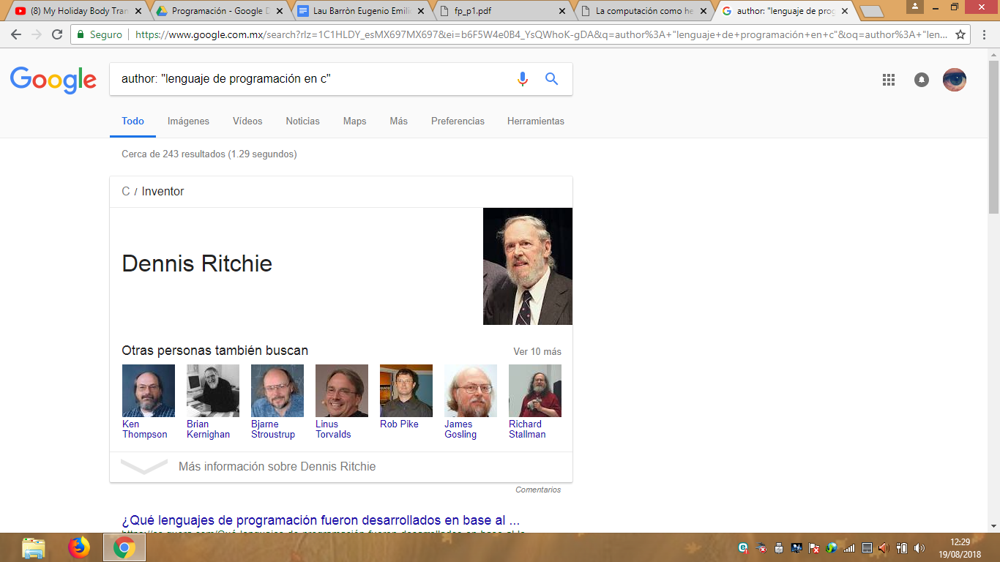 (8) My Holiday Body Tran
Programación - Google D
Lau Barròn Eugenio Emili
fp_p1.pdf
La computación como he
author: "lenguaje de prog
Seguro
https://www.google.com.mx/search?rlz=1C1HLDY_esMX697MX697&ei=b6F5W4e0B4_YsQWhoK-gDA&q=author%3A+"lenguaje+de+programación+en+c"&oq=author%3A+"len...
Google
author: "lenguaje de programación en c"
Todo Imágenes Vídeos Noticias Maps Más Preferencias Herramientas
Cerca de 243 resultados (1.29 segundos)
C / Inventor
Dennis Ritchie
Otras personas también buscan
Ver 10 más
Ken Thompson
Brian Kernighan
Bjarne Stroustrup
Linus Torvalds
Rob Pike
James Gosling
Richard Stallman
Más información sobre Dennis Ritchie
Comentarios
¿Qué lenguajes de programación fueron desarrollados en base al ...
12:29
19/08/2018